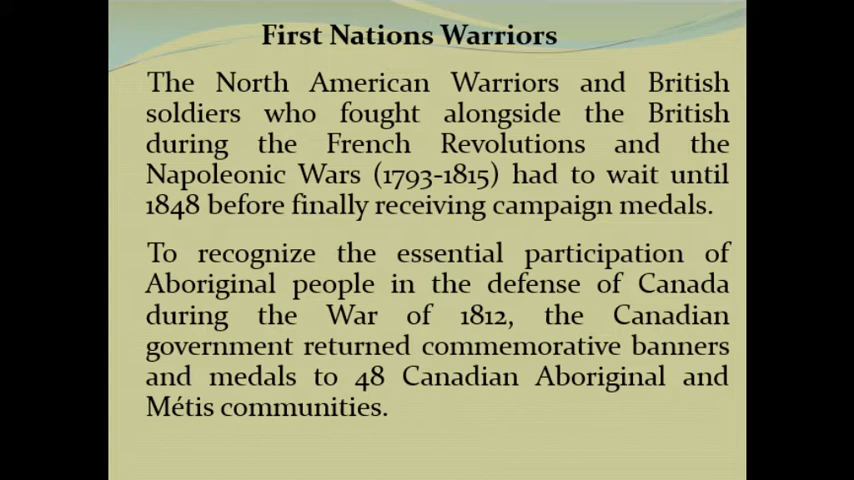 First Nations Warriors
The North American Warriors and British
soldiers who fought alongside the British
during the French Revolutions and the
Napoleonic Wars (1793-1815) had to wait until
1848 before finally receiving campaign medals.
To recognize the essential participation of
Aboriginal people in the defense of Canada
during the War of 1812, the Canadian
government returned commemorative banners
and medals to 48 Canadian Aboriginal and
Métis communities.